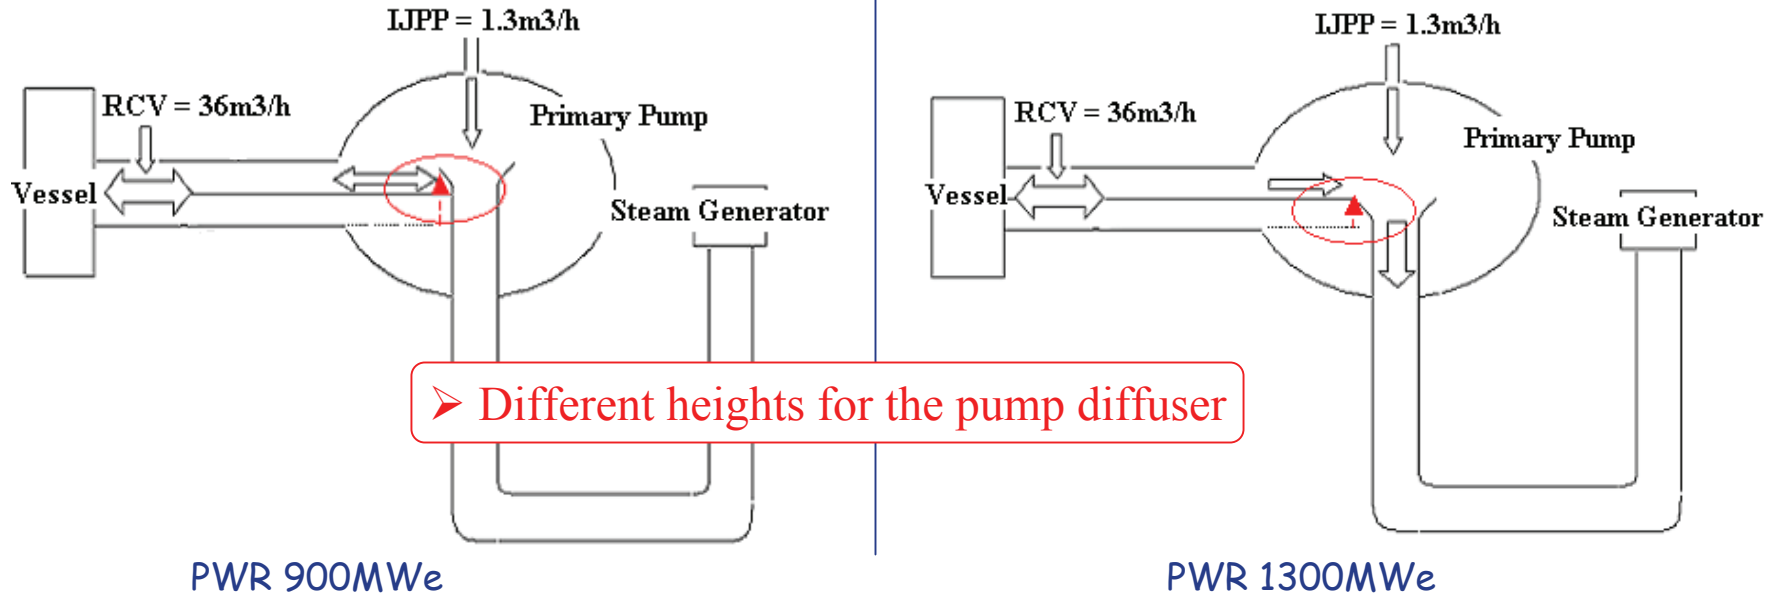 IJPP = 1.3m3/h
RCV = 36m3/h
Primary Pump
Vessel
Steam Generator
IJPP = 1.3m3/h
RCV = 36m3/h
Primary Pump
Vessel
Steam Generator
➢ Different heights for the pump diffuser
PWR 900MWe
PWR 1300MWe